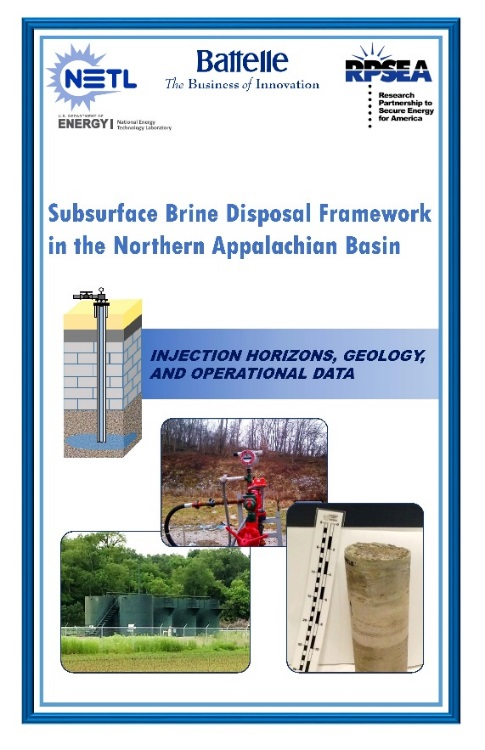 NETL
U.S. DEPARTMENT OF
ENERGY
National Energy
Technology Laboratory
Battelle
The Business of Innovation
RPSEA
Research
Partnership to
Secure Energy
for America
Subsurface Brine Disposal Framework
in the Northern Appalachian Basin
INJECTION HORIZONS, GEOLOGY,
AND OPERATIONAL DATA